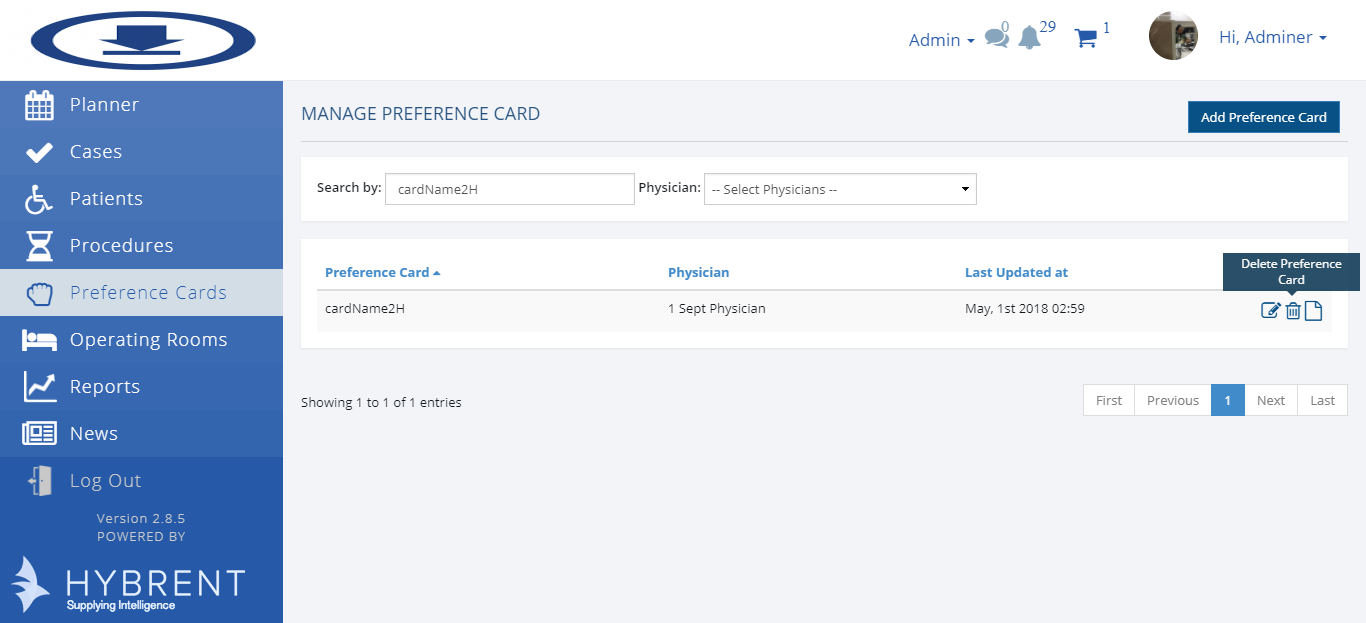 Admin
0
29
1
Hi, Adminer
Planner
Cases
Patients
Procedures
Preference Cards
Operating Rooms
Reports
News
Log Out
Version 2.8.5
POWERED BY
HYBRENT
Supplying Intelligence
MANAGE PREFERENCE CARD
Add Preference Card
Search by: cardName2H Physician: -- Select Physicians --
Delete Preference
Card
Preference Card Physician Last Updated at
cardName2H 1 Sept Physician May, 1st 2018 02:59
Showing 1 to 1 of 1 entries
First Previous 1 Next Last